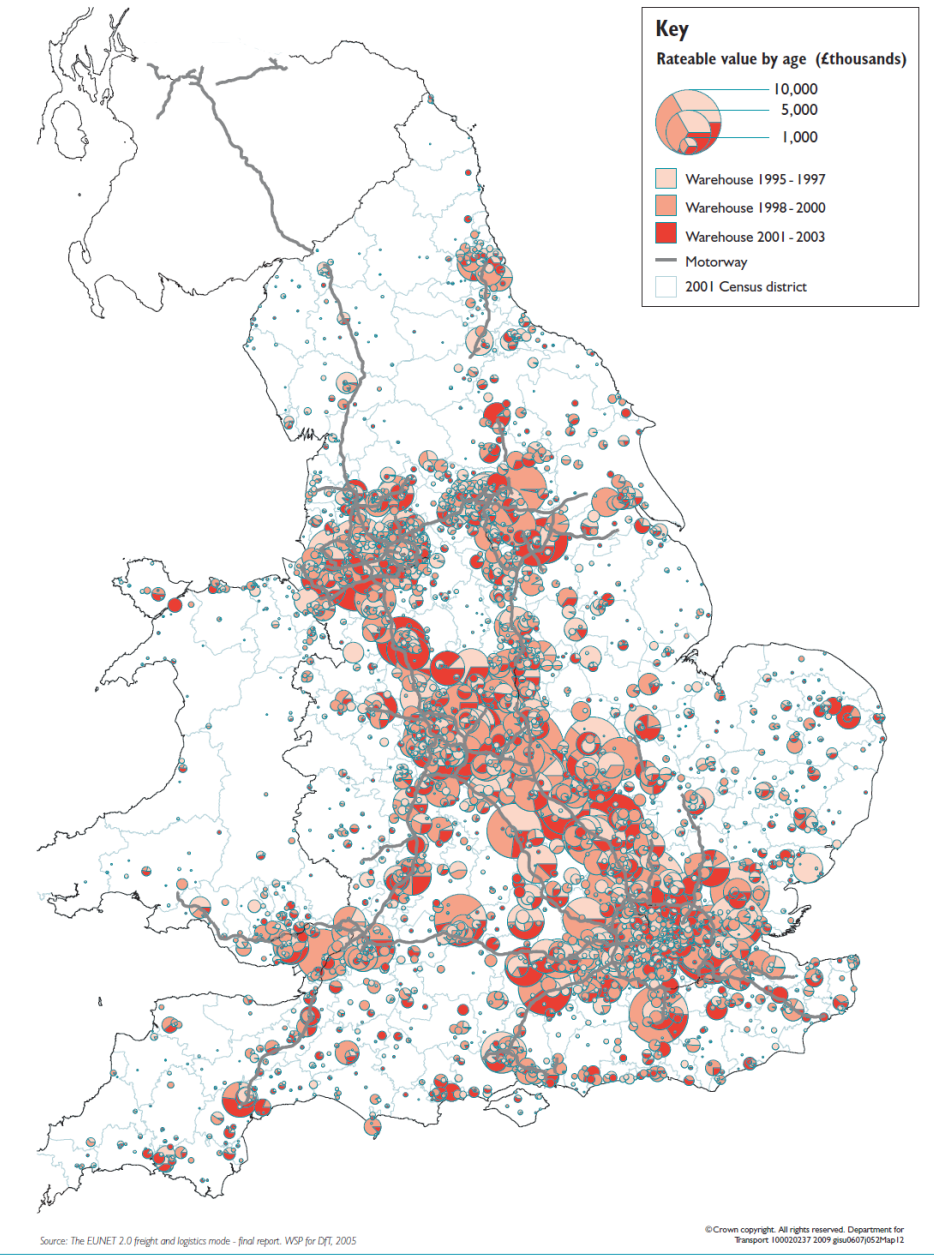 Key
Rateable value by age (£thousands)
10,000
5,000
1,000
Warehouse 1995-1997
Warehouse 1998-2000
Warehouse 2001-2003
Motorway
2001 Census district
Source: The EUNET 2.0 freight and logistics mode - final report. WSP for DfT, 2005
©Crown copyright. All rights reserved. Department for
Transport 100020237 2009 gisu0607j052Map12